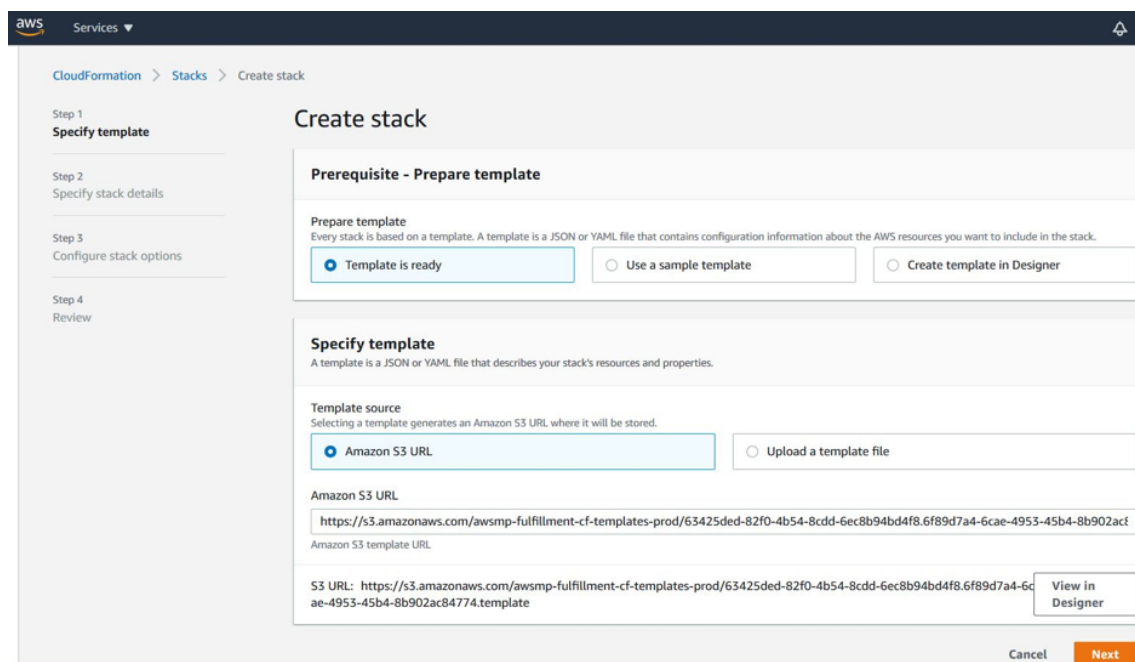 aws
Services ▼
CloudFormation > Stacks > Create stack
Step 1
Specify template
Step 2
Specify stack details
Step 3
Configure stack options
Step 4
Review
Create stack
Prerequisite - Prepare template
Prepare template
Every stack is based on a template. A template is a JSON or YAML file that contains configuration information about the AWS resources you want to include in the stack.
Template is ready
Use a sample template
Create template in Designer
Specify template
A template is a JSON or YAML file that describes your stack's resources and properties.
Template source
Selecting a template generates an Amazon S3 URL where it will be stored.
Amazon S3 URL
Upload a template file
Amazon S3 URL
https://s3.amazonaws.com/awsmp-fulfillment-cf-templates-prod/63425ded-82f0-4b54-8cdd-6ec8b94bd4f8.6f89d7a4-6cae-4953-45b4-8b902ac8
Amazon S3 template URL
S3 URL: https://s3.amazonaws.com/awsmp-fulfillment-cf-templates-prod/63425ded-82f0-4b54-8cdd-6ec8b94bd4f8.6f89d7a4-6c
ae-4953-45b4-8b902ac84774.template
View in
Designer
Cancel
Next